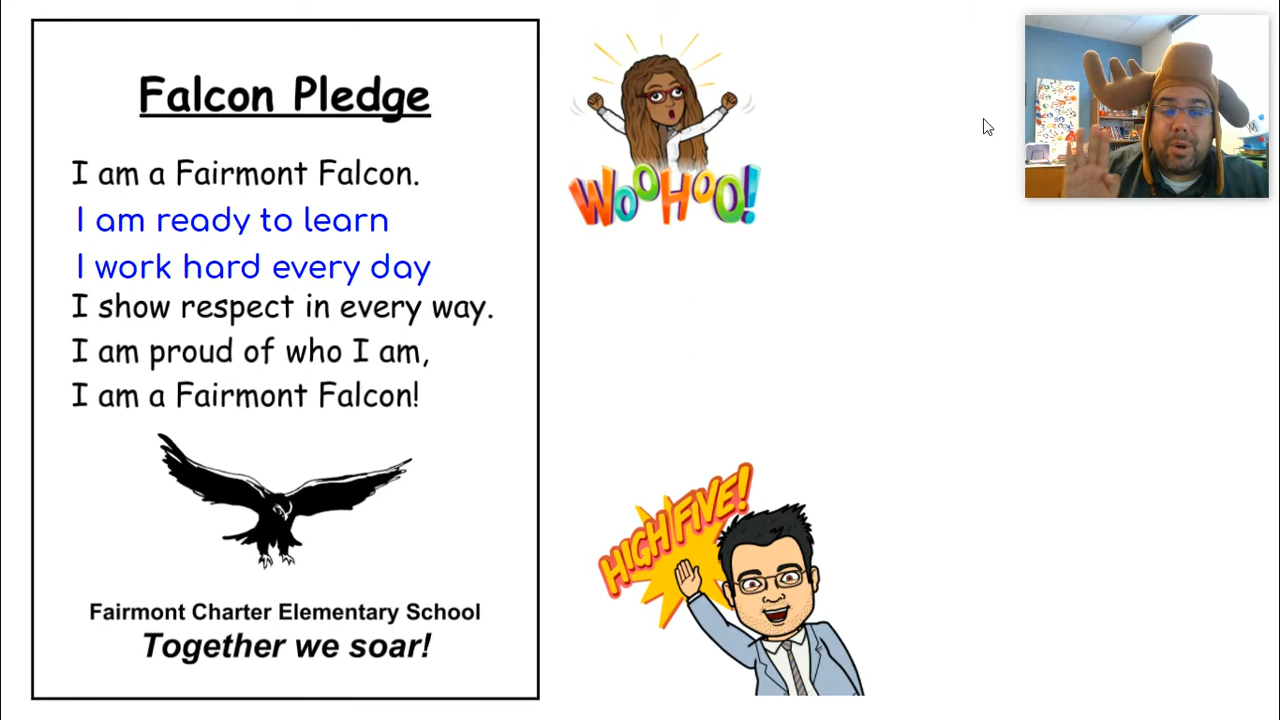 Falcon Pledge
I am a Fairmont Falcon.
I am ready to learn
I work hard every day
I show respect in every way.
I am proud of who I am,
I am a Fairmont Falcon!
Fairmont Charter Elementary School
Together we soar!
WOOHOO!
HIGH FIVE!